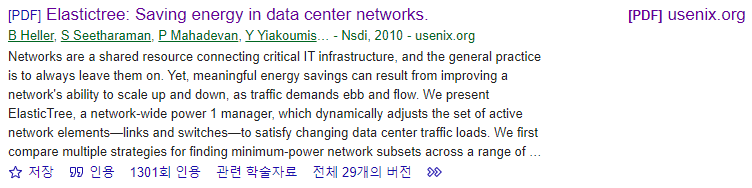 [PDF] Elastictree: Saving energy in data center networks.
[PDF] usenix.org
B Heller, S Seetharaman, P Mahadevan, Y Yiakoumis… - Nsdi, 2010 - usenix.org
Networks are a shared resource connecting critical IT infrastructure, and the general practice
is to always leave them on. Yet, meaningful energy savings can result from improving a
network's ability to scale up and down, as traffic demands ebb and flow. We present
ElasticTree, a network-wide power 1 manager, which dynamically adjusts the set of active
network elements—links and switches—to satisfy changing data center traffic loads. We first
compare multiple strategies for finding minimum-power network subsets across a range of …
저장 인용 1301회 인용 관련 학술자료 전체 29개의 버전